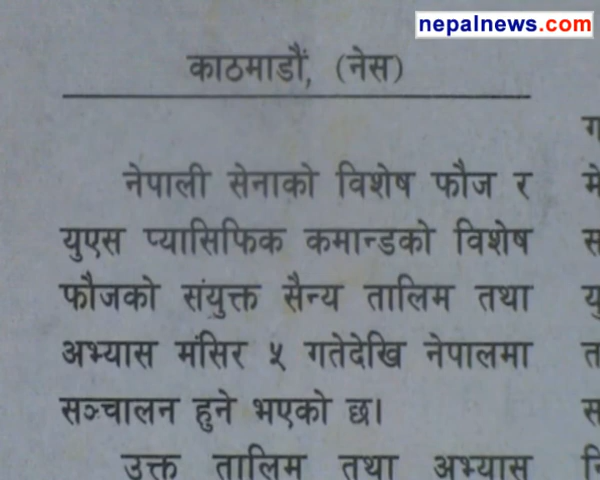 nepalnews.com
काठमाडौं, (नेस)
नेपाली सेनाको विशेष फौज र
युएस प्यासिफिक कमान्डको विशेष
फौजको संयुक्त सैन्य तालिम तथा
अभ्यास मंसिर ५ गतेदेखि नेपालमा
सञ्चालन हुने भएको छ।
उक्त तालिम तथा अभ्यास